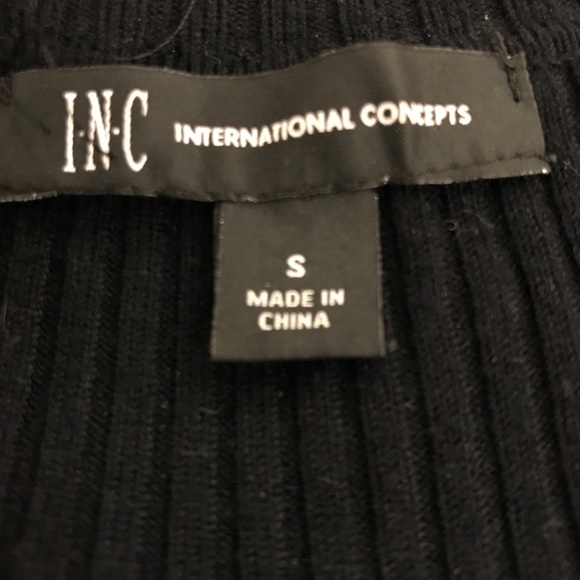 I·N·C INTERNATIONAL CONCEPTS
S
MADE IN
CHINA